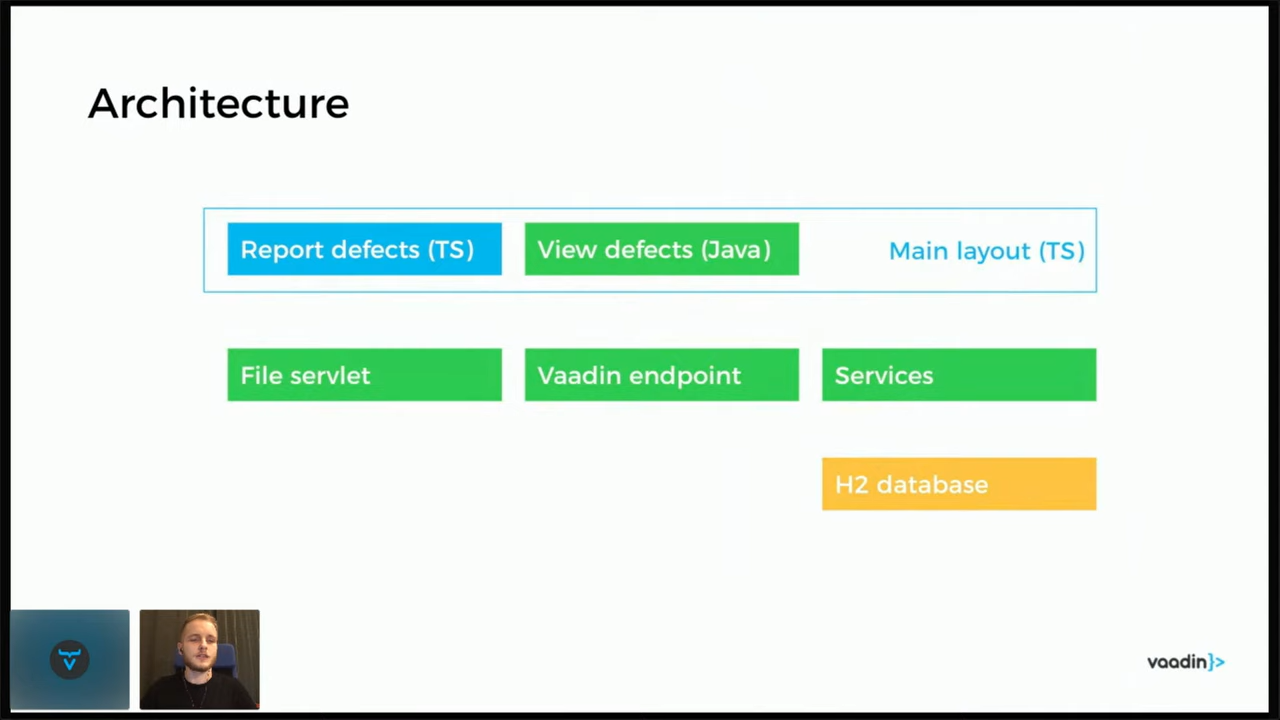 Architecture
Report defects (TS)
View defects (Java)
Main layout (TS)
File servlet
Vaadin endpoint
Services
H2 database
vaadin}>